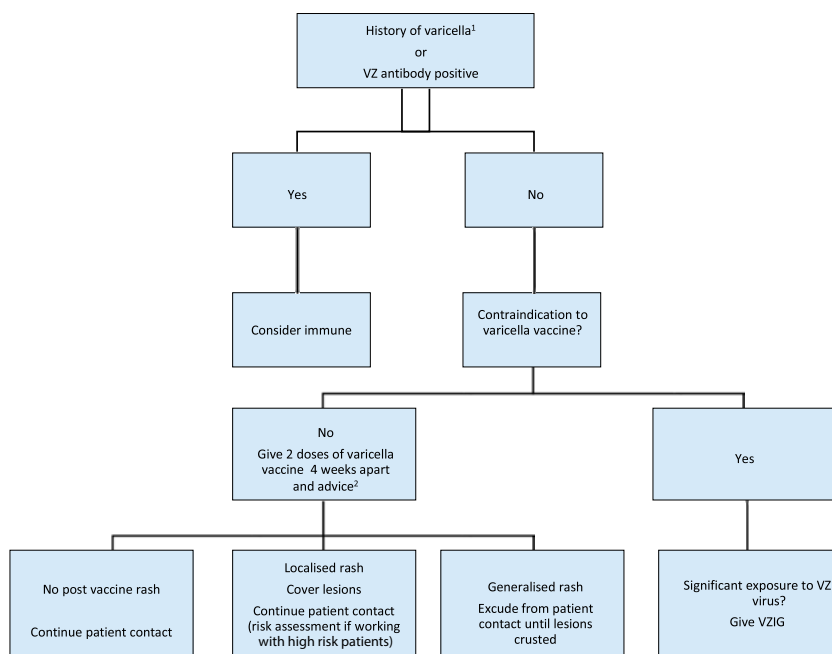 History of varicella¹
or
VZ antibody positive
Yes
No
Consider immune
Contraindication to
varicella vaccine?
No
Give 2 doses of varicella
vaccine 4 weeks apart
and advice²
Yes
No post vaccine rash
Continue patient contact
Localised rash
Cover lesions
Continue patient contact
(risk assessment if working
with high risk patients)
Generalised rash
Excude from patient
contact until lesions
crusted
Significant exposure to VZ
virus?
Give VZIG